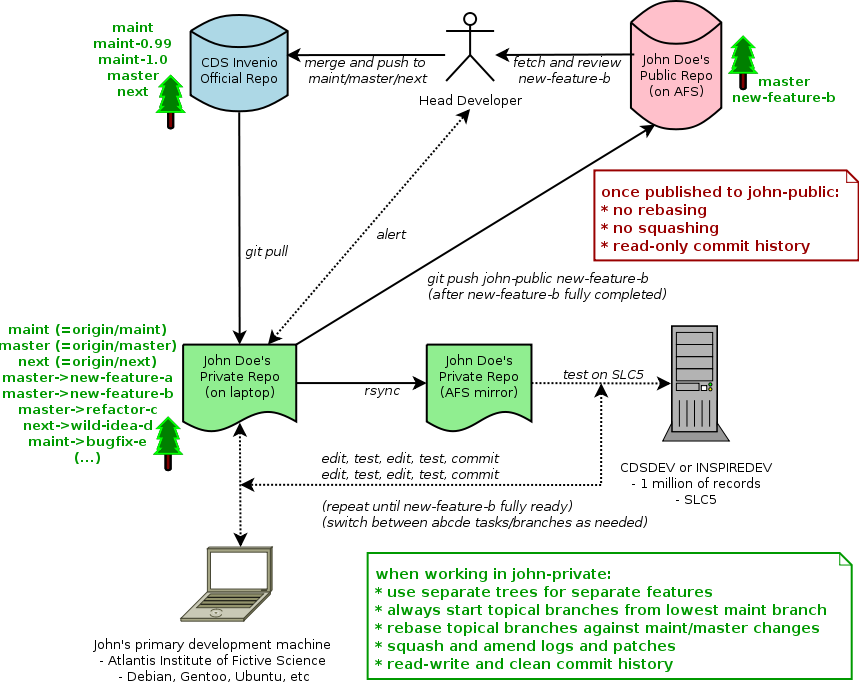 maint
maint-0.99
maint-1.0
master
next
CDS Invenio
Official Repo
merge and push to
maint/master/next
Head Developer
fetch and review
new-feature-b
John Doe's
Public Repo
(on AFS)
master
new-feature-b
once published to john-public:
* no rebasing
* no squashing
* read-only commit history
git pull
alert
git push john-public new-feature-b
(after new-feature-b fully completed)
maint (=origin/maint)
master (=origin/master)
next (=origin/next)
master->new-feature-a
master->new-feature-b
master->refactor-c
next->wild-idea-d
maint->bugfix-e
(...)
John Doe's
Private Repo
(on laptop)
rsync
John Doe's
Private Repo
(AFS mirror)
test on SLC5
CDSDEV or INSPIREDEV
- 1 million of records
- SLC5
edit, test, edit, test, commit
edit, test, edit, test, commit
(repeat until new-feature-b fully ready)
(switch between abcde tasks/branches as needed)
John's primary development machine
- Atlantis Institute of Fictive Science
- Debian, Gentoo, Ubuntu, etc
when working in john-private:
* use separate trees for separate features
* always start topical branches from lowest maint branch
* rebase topical branches against maint/master changes
* squash and amend logs and patches
* read-write and clean commit history